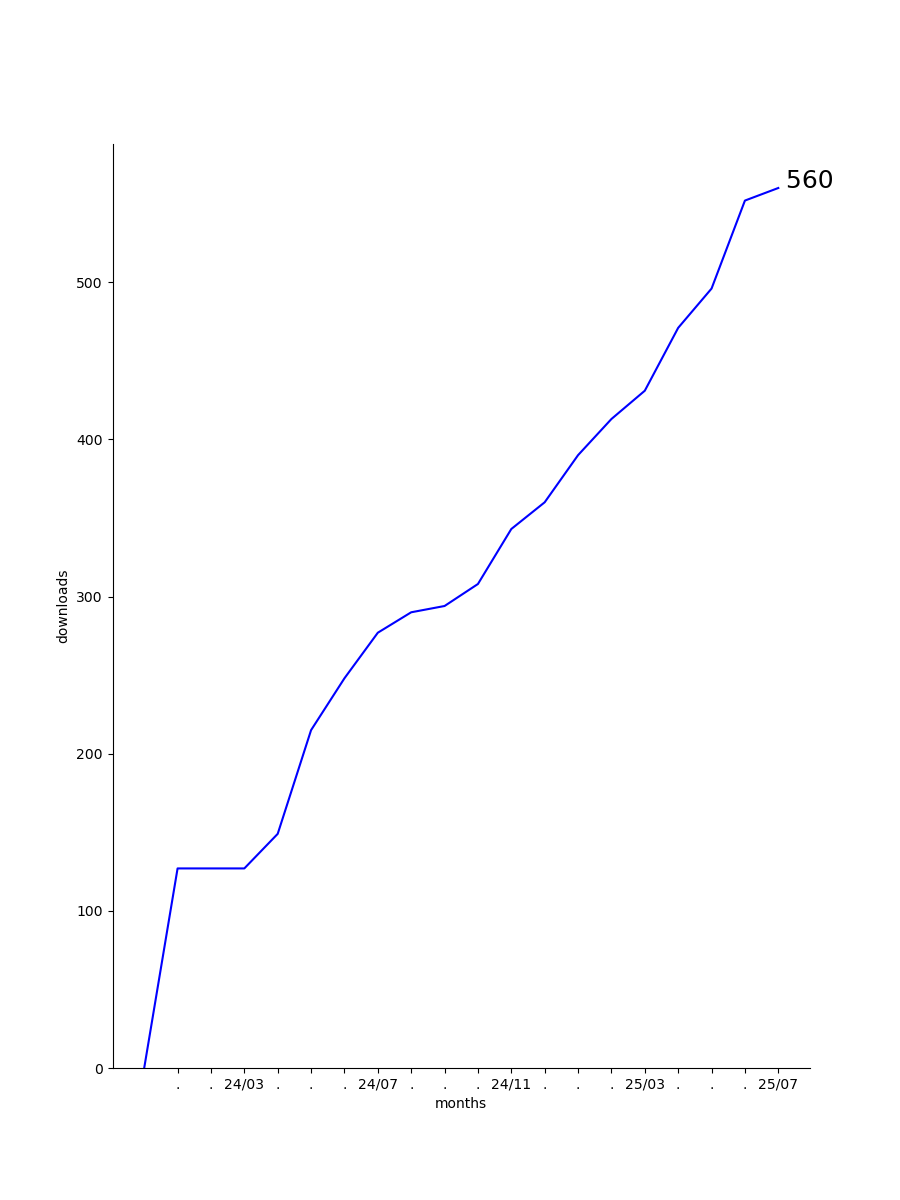 560
500
400
300
200
100
0
downloads
. . 24/03 . . . 24/07 . . . 24/11 . . . 25/03 . . . 25/07
months